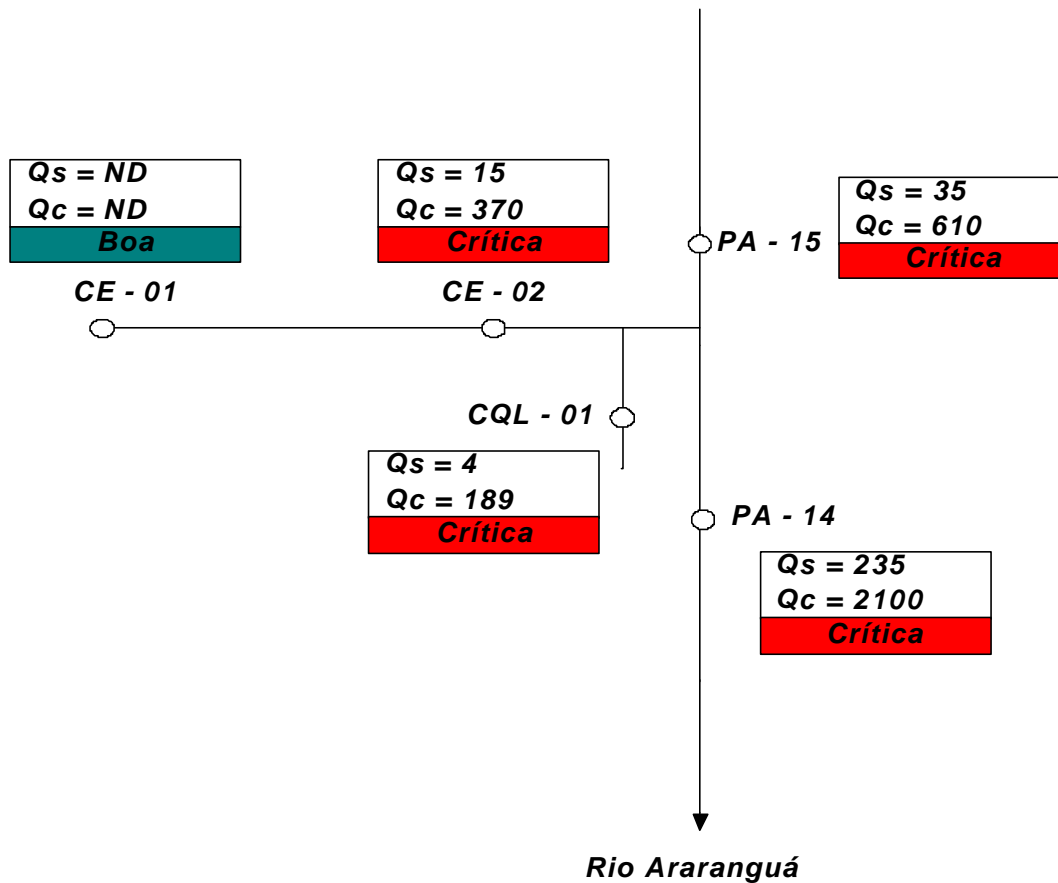 Qs = ND
Qc = ND
Boa
CE - 01
Qs = 15
Qc = 370
Crítica
CE - 02
Qs = 35
Qc = 610
Crítica
PA - 15
CQL - 01
Qs = 4
Qc = 189
Crítica
PA - 14
Qs = 235
Qc = 2100
Crítica
Rio Araranguá